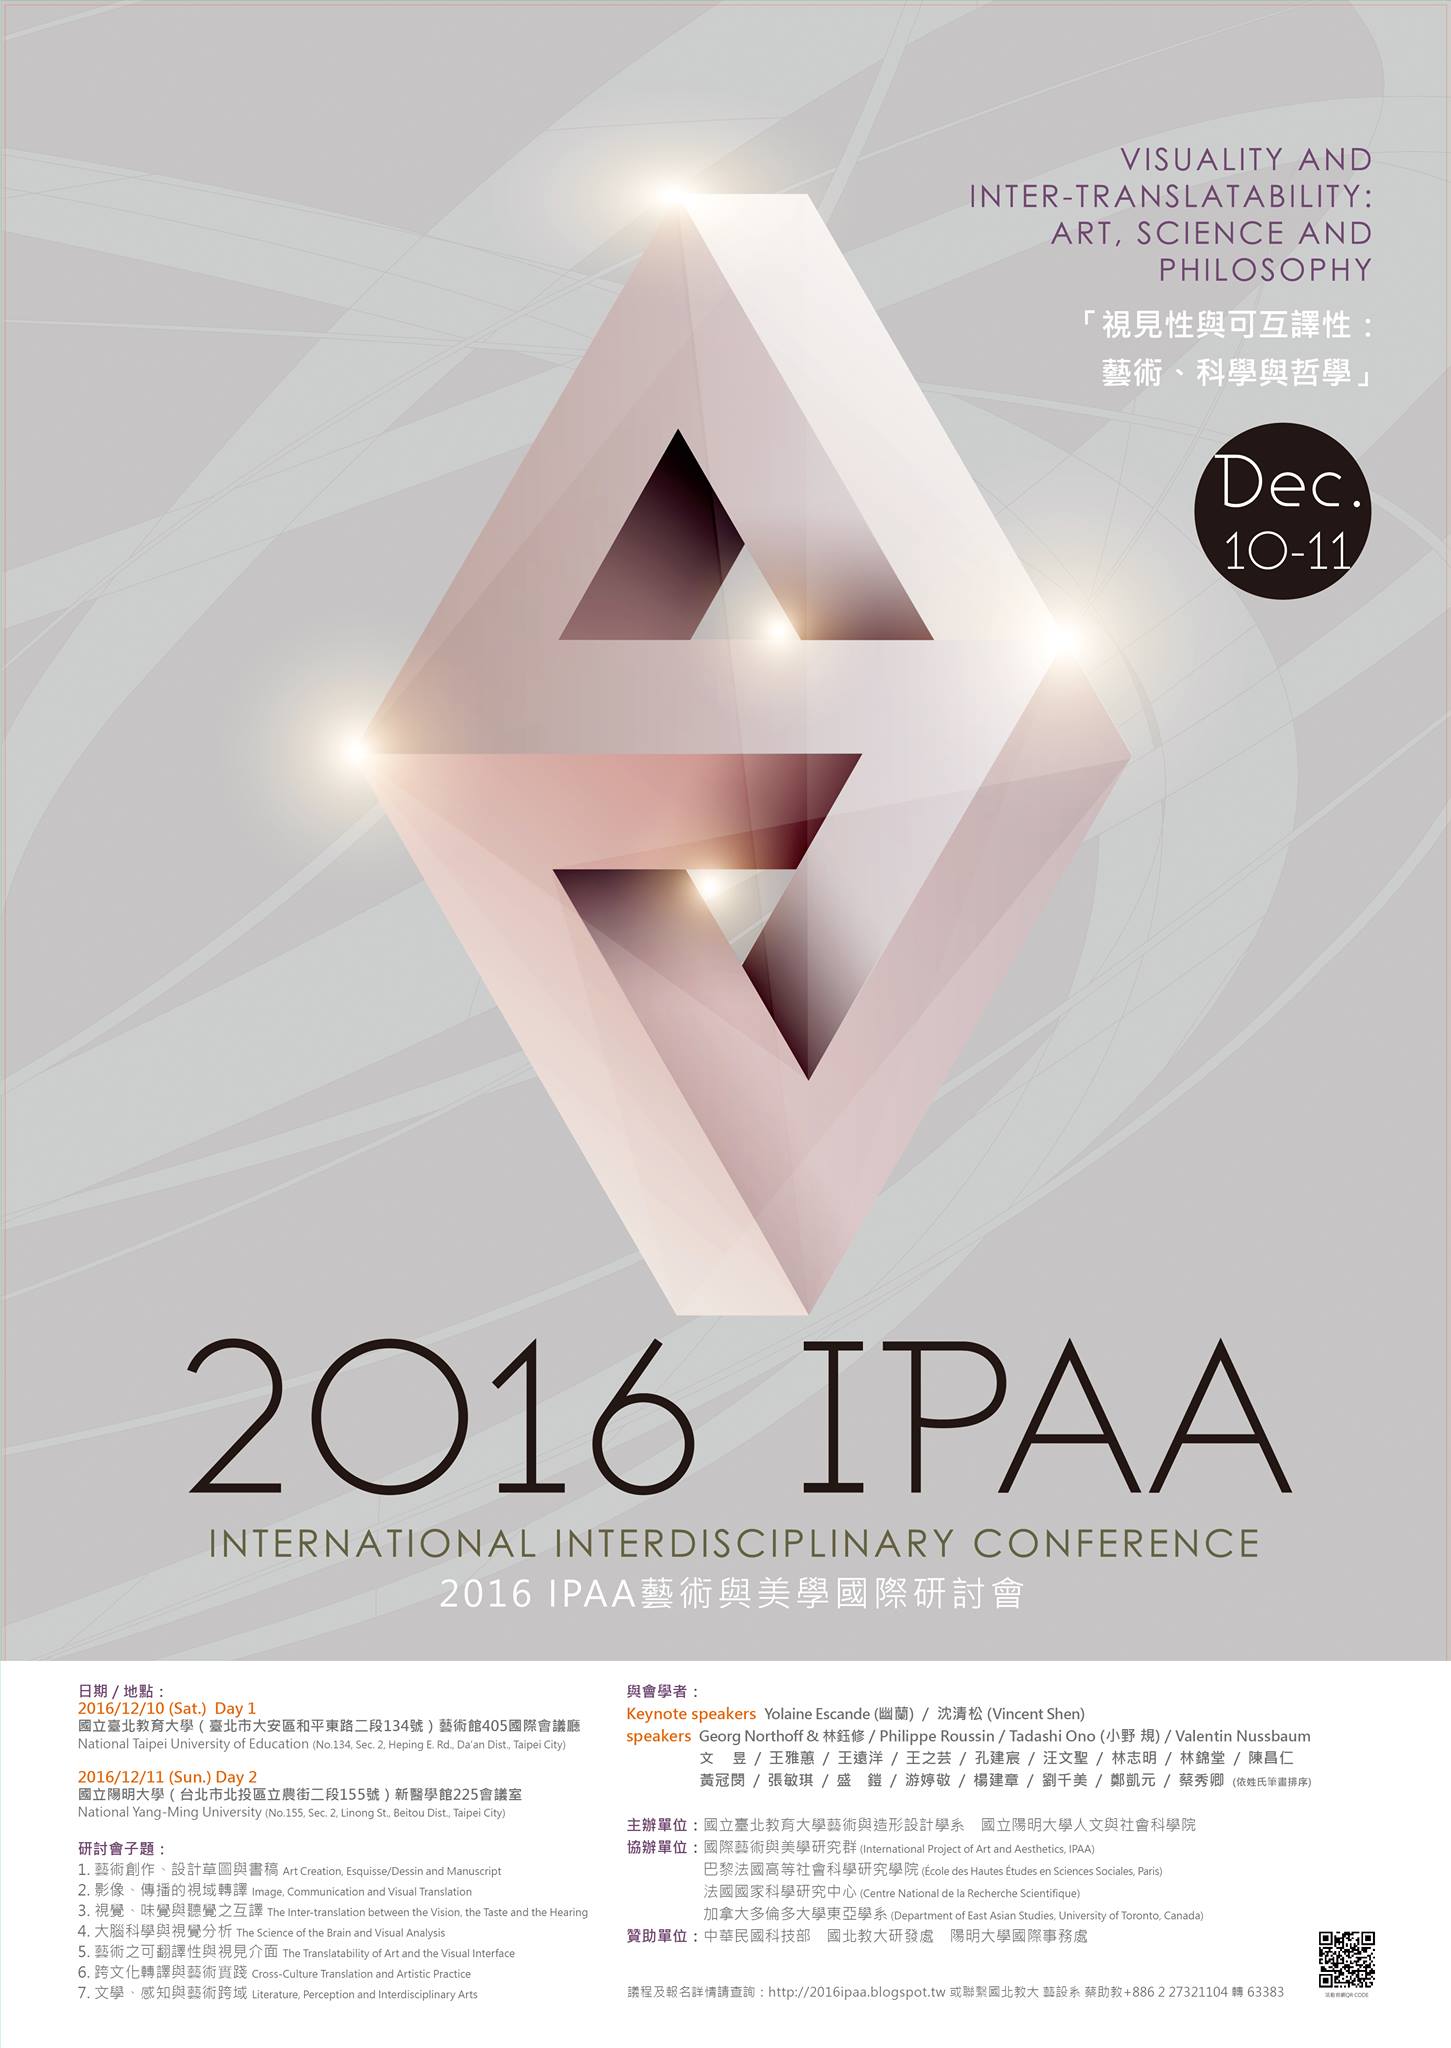 VISUALITY AND
INTER-TRANSLATABILITY:
ART, SCIENCE AND
PHILOSOPHY
「視見性與可互譯性：
藝術、科學與哲學」
Dec.
10-11
2016 IPAA
INTERNATIONAL INTERDISCIPLINARY CONFERENCE
2016 IPAA藝術與美學國際研討會
日期 / 地點：
2016/12/10 (Sat.) Day 1
國立臺北教育大學（臺北市大安區和平東路二段134號）藝術館405國際會議廳
National Taipei University of Education (No.134, Sec. 2, Heping E. Rd., Da'an Dist., Taipei City)
2016/12/11 (Sun.) Day 2
國立陽明大學（台北市北投區立農街二段155號）新醫學館225會議室
National Yang-Ming University (No.155, Sec. 2, Linong St., Beitou Dist., Taipei City)
研討會子題：
1. 藝術創作、設計草圖與書稿 Art Creation, Esquisse/Dessin and Manuscript
2. 影像、傳播的視域轉譯 Image, Communication and Visual Translation
3. 視覺、味覺與聽覺之互譯 The Inter-translation between the Vision, the Taste and the Hearing
4. 大腦科學與視覺分析 The Science of the Brain and Visual Analysis
5. 藝術之可翻譯性與視見介面 The Translatability of Art and the Visual Interface
6. 跨文化轉譯與藝術實踐 Cross-Culture Translation and Artistic Practice
7. 文學、感知與藝術跨域 Literature, Perception and Interdisciplinary Arts
與會學者：
Keynote speakers Yolaine Escande (幽蘭) / 沈清松 (Vincent Shen)
speakers Georg Northoff & 林鈺修 / Philippe Roussin / Tadashi Ono (小野 規) / Valentin Nussbaum
文 昱 / 王雅蕙 / 王遠洋 / 王之芸 / 孔建宸 / 汪文聖 / 林志明 / 林錦堂 / 陳昌仁
黃冠閔 / 張敏琪 / 盛 鎧 / 游婷敬 / 楊建章 / 劉千美 / 鄭凱元 / 蔡秀卿 (依姓氏筆畫排序)
主辦單位：國立臺北教育大學藝術與造形設計學系 國立陽明大學人文與社會科學院
協辦單位：國際藝術與美學研究群 (International Project of Art and Aesthetics, IPAA)
巴黎法國高等社會科學研究學院 (École des Hautes Études en Sciences Sociales, Paris)
法國國家科學研究中心 (Centre National de la Recherche Scientifique)
加拿大多倫多大學東亞學系 (Department of East Asian Studies, University of Toronto, Canada)
贊助單位：中華民國科技部 國北教大研發處 陽明大學國際事務處
議程及報名詳情請查詢：http://2016ipaa.blogspot.tw 或聯繫國北教大 藝設系 蔡助教+886 2 27321104 轉 63383